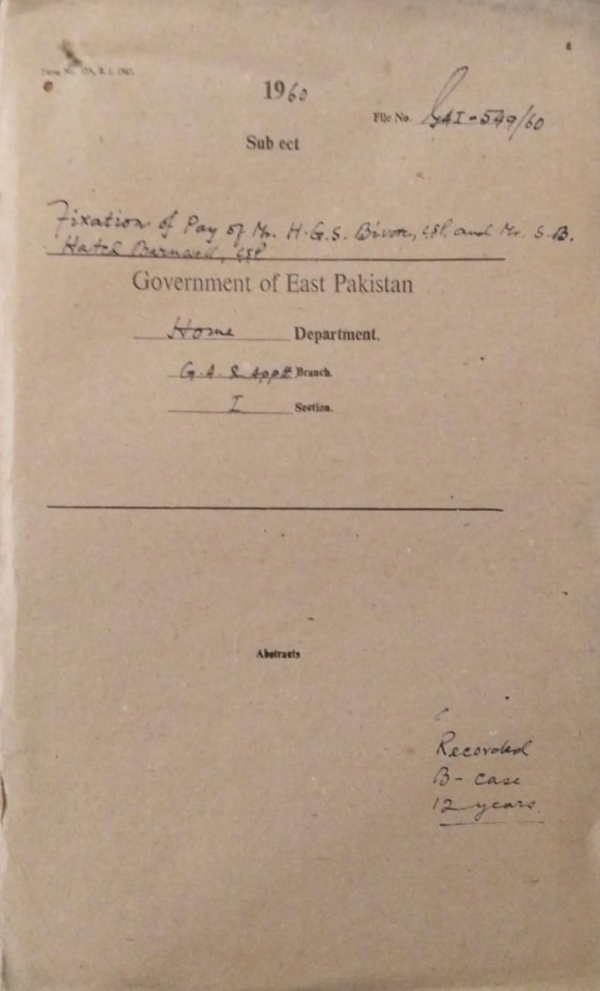 1960
File No. GAI-549/60
Sub ect
Fixation of Pay of Mr. H.G.S. Biver, CSP. and Mr. S.B.
Hatch Barnwell, CSP
Government of East Pakistan
Home Department.
G.A. & Appt Branch.
I Section.
Abstracts
Recorded
B- case
12 years.